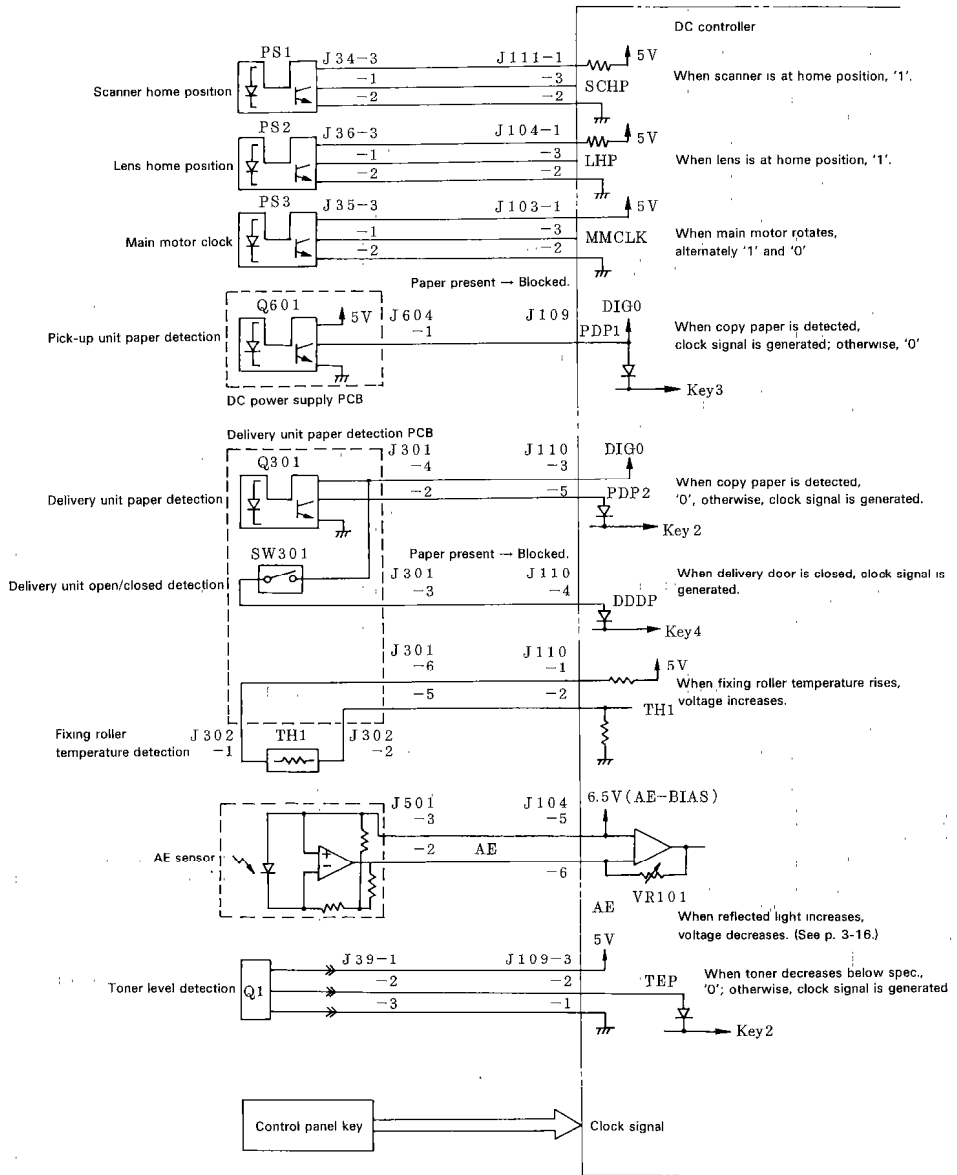 DC controller
PS1
J34-3
J111-1
5V
Scanner home position
-1
-3
SCHP
When scanner is at home position, '1'.
-2
-2
PS2
J36-3
J104-1
5V
Lens home position
-1
-3
LHP
When lens is at home position, '1'.
-2
-2
PS3
J35-3
J103-1
5V
Main motor clock
-1
-3
MMCLK
When main motor rotates,
alternately '1' and '0'
-2
-2
Paper present → Blocked.
Q601
5V
J604
-1
J109
DIG0
PDP1
Pick-up unit paper detection
When copy paper is detected,
clock signal is generated; otherwise, '0'
Key3
DC power supply PCB
Delivery unit paper detection PCB
Q301
J301
-4
J110
-3
DIG0
Delivery unit paper detection
-2
-5
PDP2
When copy paper is detected,
'0', otherwise, clock signal is generated.
Key 2
SW301
Paper present → Blocked.
Delivery unit open/closed detection
J301
-3
J110
-4
DDDP
When delivery door is closed, clock signal is
generated.
Key4
J301
-6
J110
-1
5V
-5
-2
When fixing roller temperature rises,
voltage increases.
TH1
Fixing roller
temperature detection
J302
-1
TH1
J302
-2
J501
-3
J104
-5
6.5V(AE-BIAS)
AE sensor
-2
AE
-6
VR101
AE
When reflected light increases,
voltage decreases. (See p. 3-16.)
5V
J39-1
J109-3
Toner level detection
Q1
-2
-2
TEP
When toner decreases below spec.,
'0'; otherwise, clock signal is generated
-3
-1
Key2
Control panel key
Clock signal